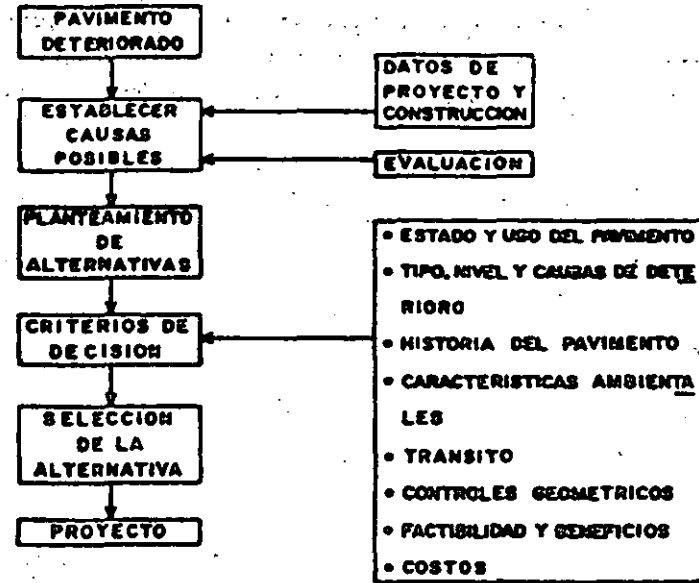 PAVIMENTO
DETERIORADO
DATOS DE
PROYECTO Y
CONSTRUCCION
ESTABLECER
CAUSAS
POSIBLES
EVALUACION
PLANTEAMIENTO
DE
ALTERNATIVAS
CRITERIOS DE
DECISION
SELECCION
DE LA
ALTERNATIVA
PROYECTO
• ESTADO Y USO DEL PAVIMENTO
• TIPO, NIVEL Y CAUSAS DE DETE
RIORO
• HISTORIA DEL PAVIMENTO
• CARACTERISTICAS AMBIENTA
LES
• TRANSITO
• CONTROLES GEOMETRICOS
• FACTIBILIDAD Y BENEFICIOS
• COSTOS